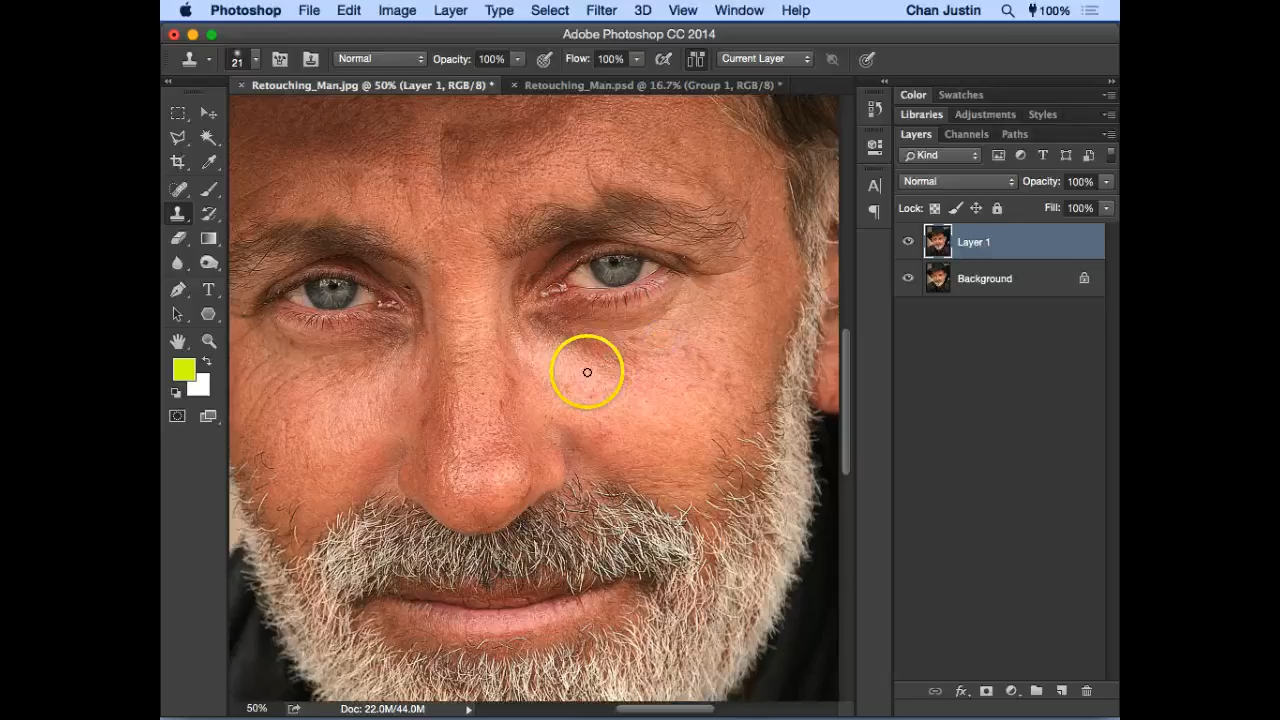 Photoshop File Edit Image Layer Type Select Filter 3D View Window Help Chan Justin 100%
Adobe Photoshop CC 2014
21 Normal Opacity: 100% Flow: 100% Current Layer
Retouching_Man.jpg @ 50% (Layer 1, RGB/8) * Retouching_Man.psd @ 16.7% (Group 1, RGB/8) *
Color Swatches
Libraries Adjustments Styles
Layers Channels Paths
Kind
Normal Opacity: 100%
Lock: Fill: 100%
Layer 1
Background
50% Doc: 22.0M/44.0M